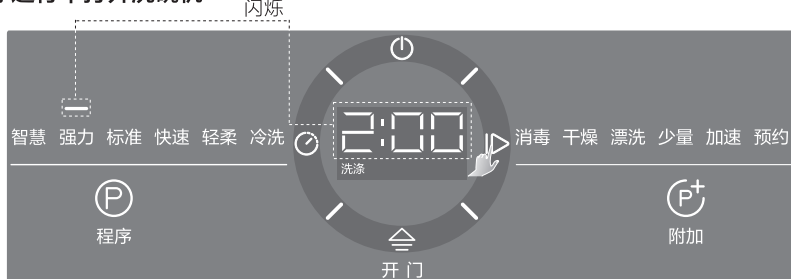 闪烁
智慧 强力 标准 快速 轻柔 冷洗
2:00
洗涤
消毒 干燥 漂洗 少量 加速 预约
P
程序
P+
附加
开门